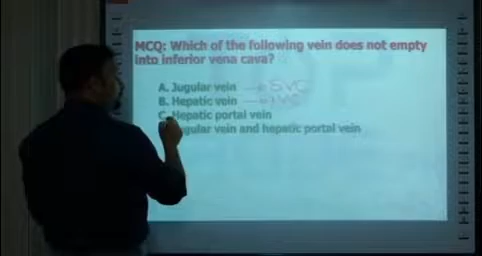 MCQ: Which of the following vein does not empty
into inferior vena cava?
A. Jugular vein → SVC
B. Hepatic vein → IVC
C. Hepatic portal vein
Jugular vein and hepatic portal vein